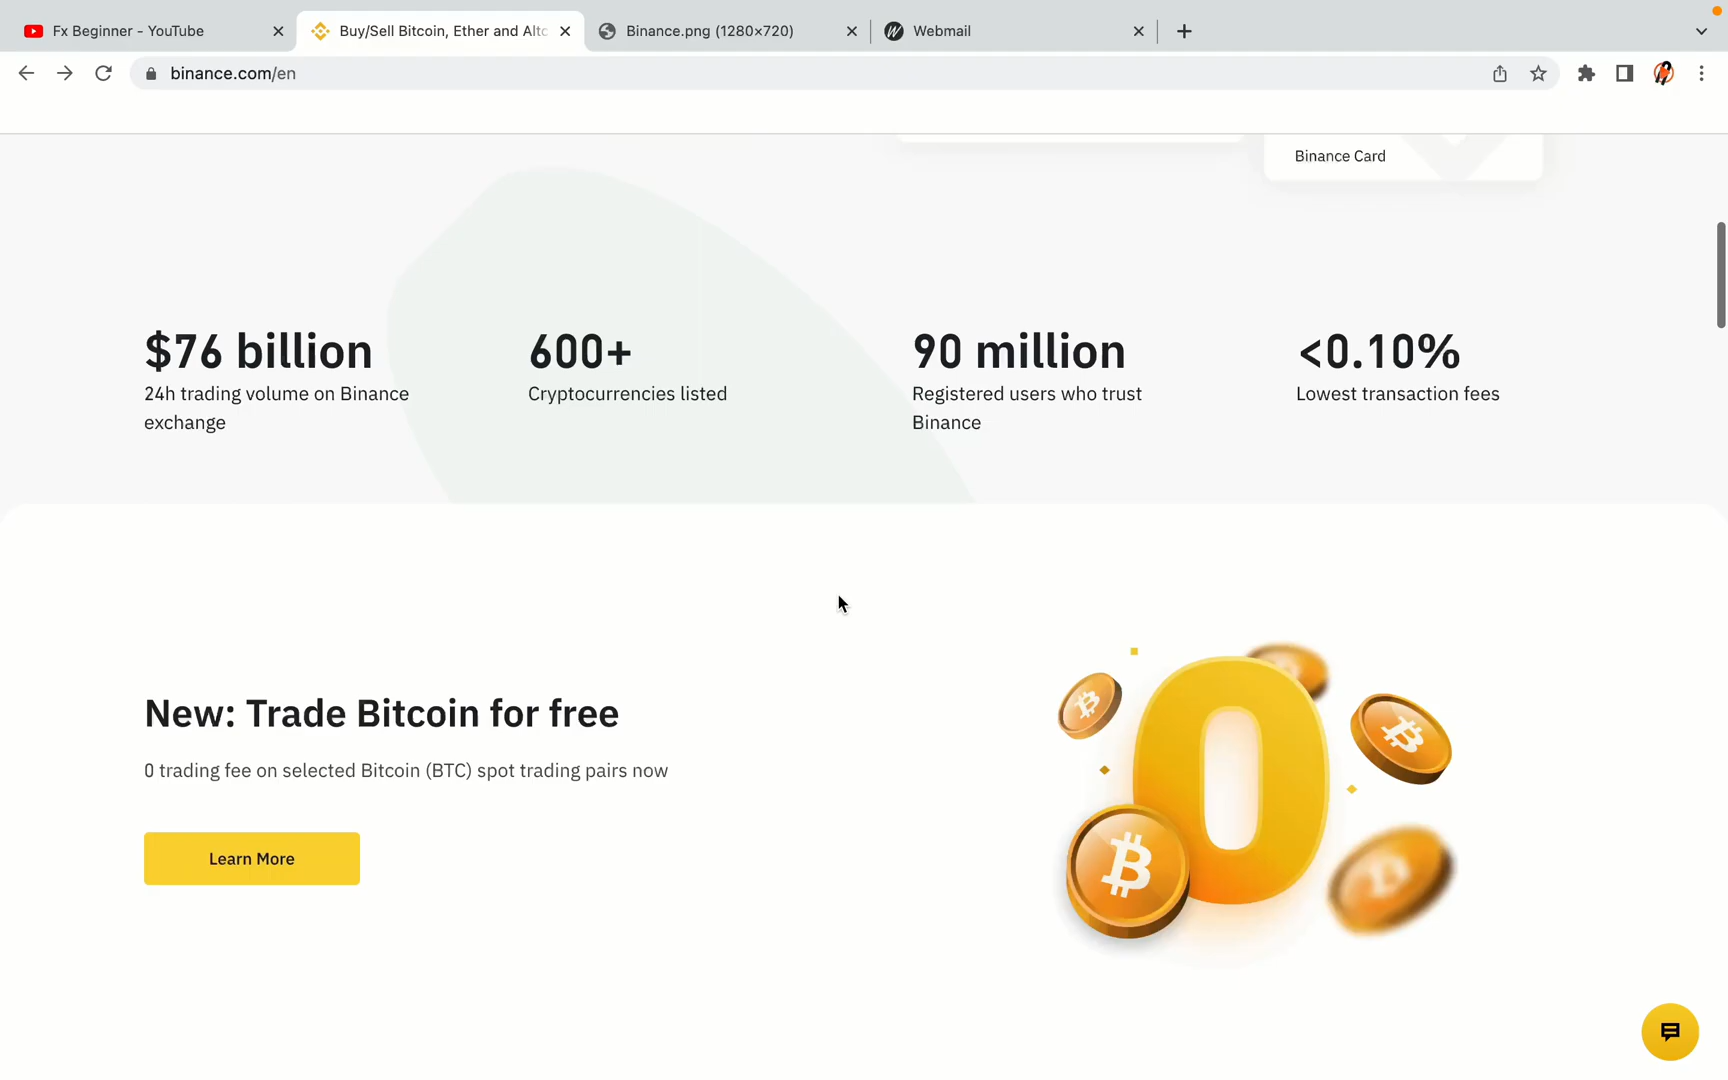 Fx Beginner - YouTube
Buy/Sell Bitcoin, Ether and Altc
Binance.png (1280×720)
Webmail
binance.com/en
Binance Card
$76 billion
24h trading volume on Binance
exchange
600+
Cryptocurrencies listed
90 million
Registered users who trust
Binance
<0.10%
Lowest transaction fees
New: Trade Bitcoin for free
0 trading fee on selected Bitcoin (BTC) spot trading pairs now
Learn More
0